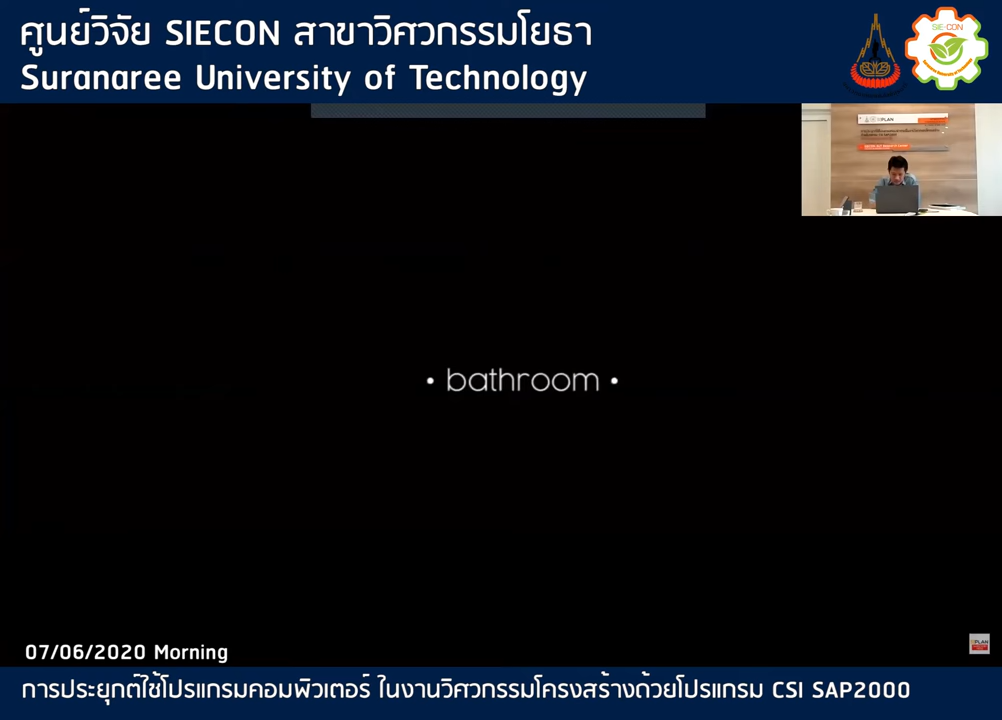 ศูนย์วิจัย SIECON สาขาวิศวกรรมโยธา
Suranaree University of Technology
SIE-CON
PLAN
• bathroom •
07/06/2020 Morning
PLAN
การประยุกต์ใช้โปรแกรมคอมพิวเตอร์ ในงานวิศวกรรมโครงสร้างด้วยโปรแกรม CSI SAP2000